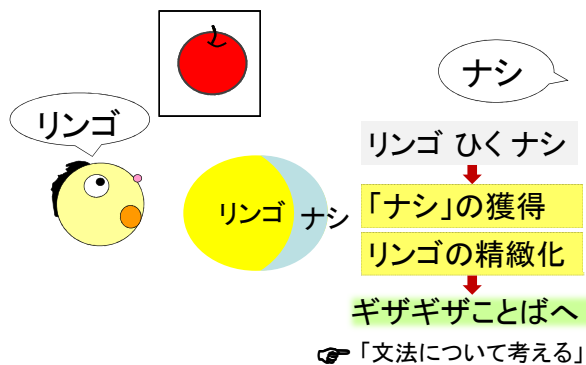 ナシ
リンゴ
リンゴ ひく ナシ
リンゴ ナシ
「ナシ」の獲得
リンゴの精緻化
ギザギザことばへ
☞「文法について考える」